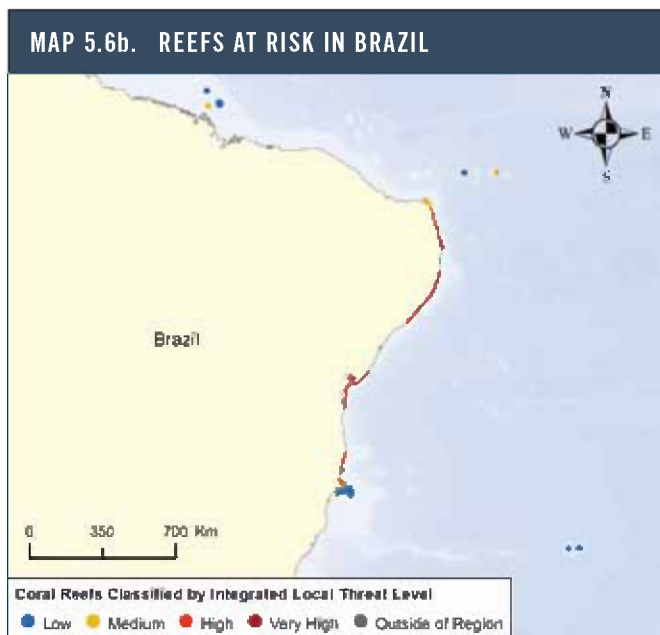 MAP 5.6b. REEFS AT RISK IN BRAZIL
N
W E
S
Brazil
0 350 700 Km
Coral Reefs Classified by Integrated Local Threat Level
Low Medium High Very High Outside of Region